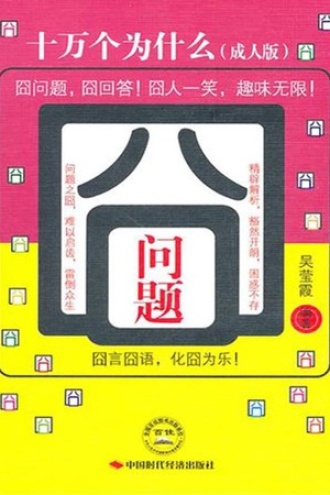 十万个为什么(成人版)
囧问题,囧回答!囧人一笑,趣味无限!
囧
精辟解析,豁然开朗,困惑不存
问题之囧,难以启齿,雷倒众生
问题
吴莹霞
囧言囧语,化囧为乐!
中国时代经济出版社